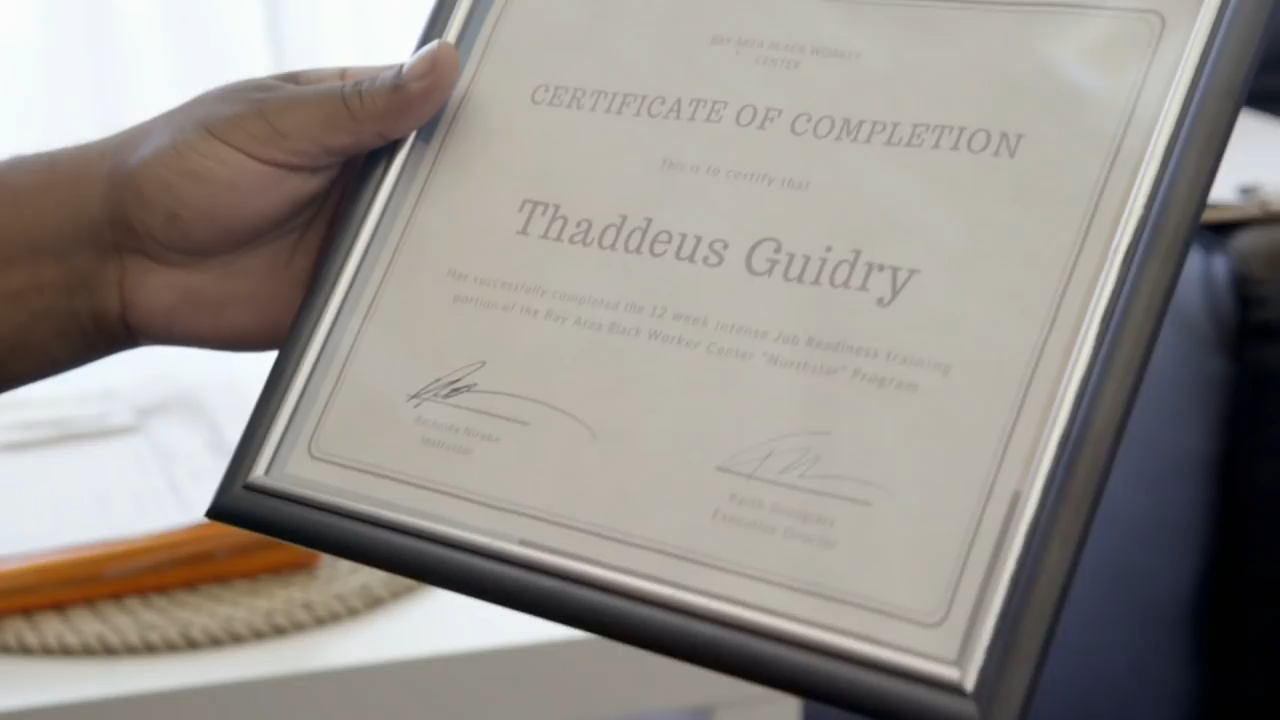 BAY AREA BLACK WORKER
CENTER
CERTIFICATE OF COMPLETION
This is to certify that
Thaddeus Guidry
Has successfully completed the 12 week intense Job Readiness training
portion of the Bay Area Black Worker Center "Northstar" Program
Instructor
Keith
Executive Director